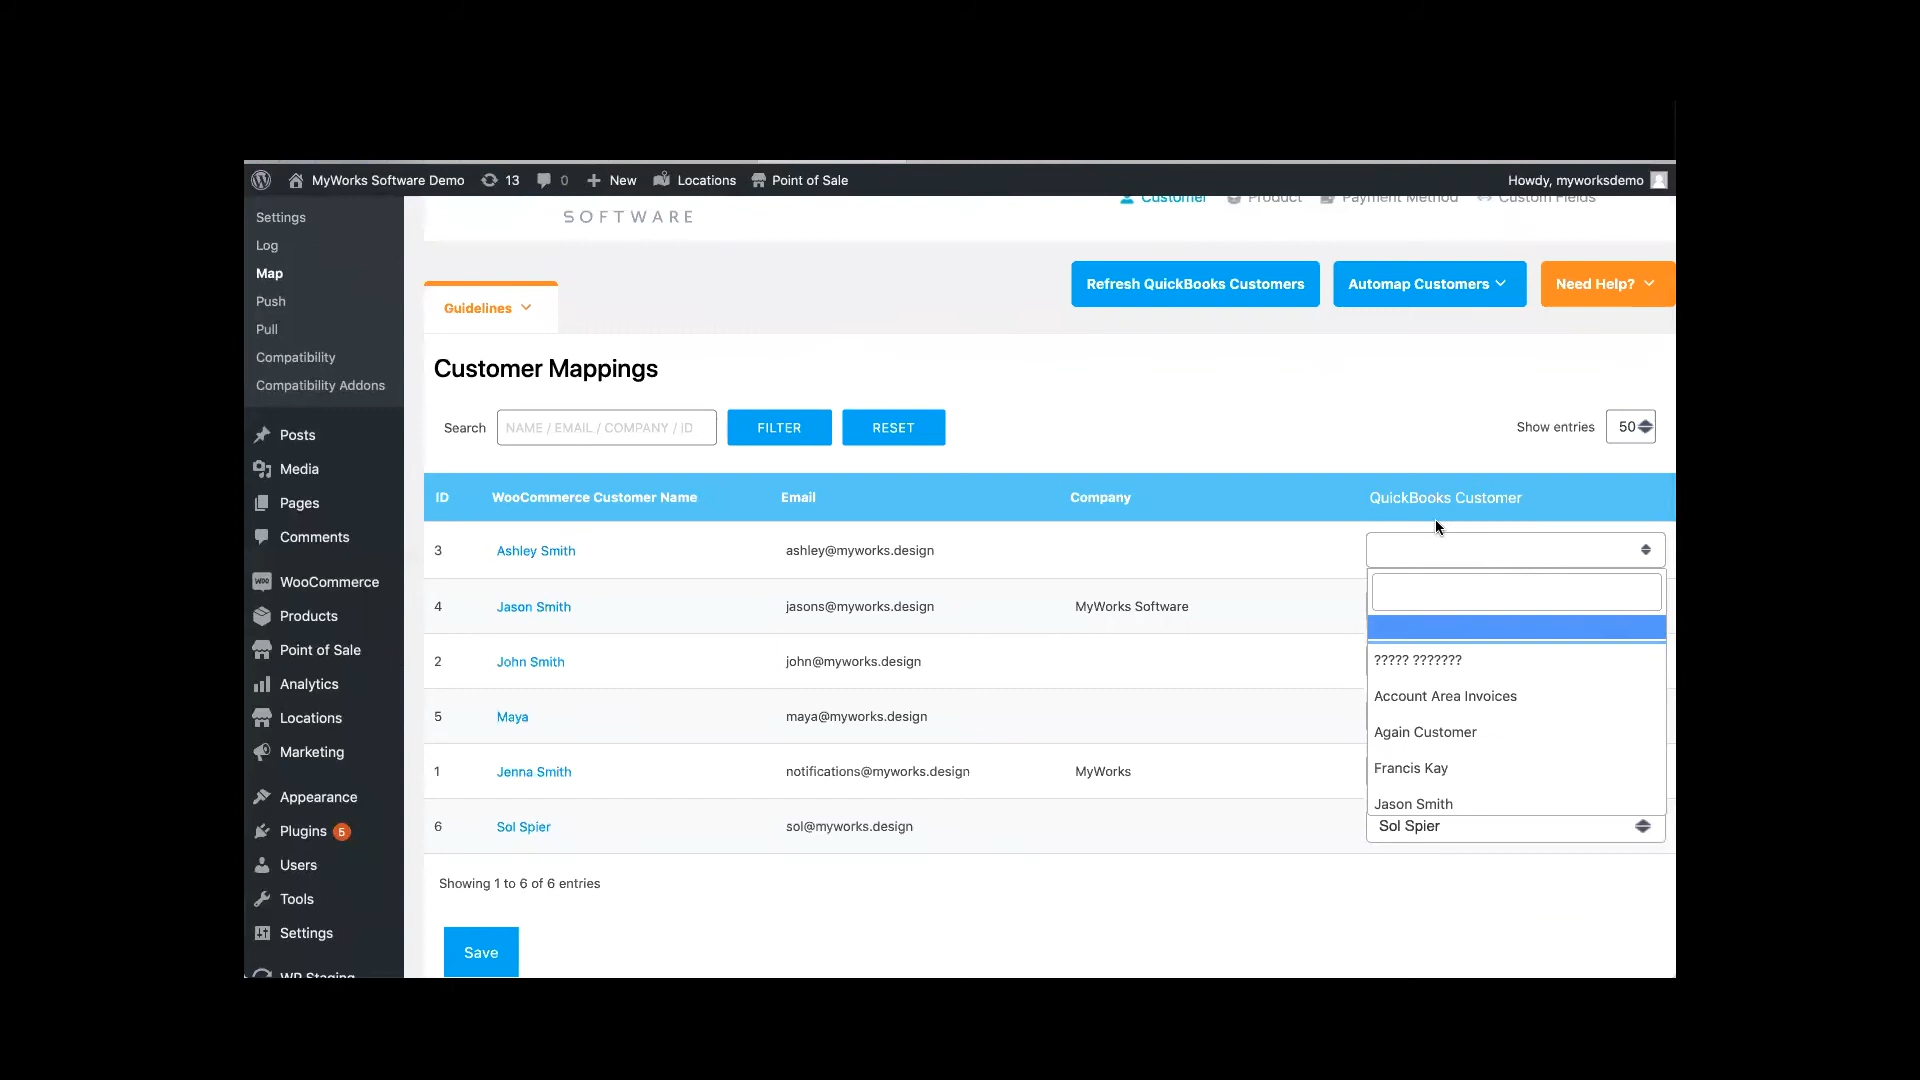 MyWorks Software Demo 13 0 New Locations Point of Sale Howdy, myworksdemo
Settings
Log
Map
Push
Pull
Compatibility
Compatibility Addons
Posts
Media
Pages
Comments
WooCommerce
Products
Point of Sale
Analytics
Locations
Marketing
Appearance
Plugins 5
Users
Tools
Settings
WP Staging
SOFTWARE
Customer Product Payment Method Custom Fields
Refresh QuickBooks Customers Automap Customers Need Help?
Guidelines
Customer Mappings
Search NAME / EMAIL / COMPANY / ID FILTER RESET Show entries 50
ID WooCommerce Customer Name Email Company QuickBooks Customer
3 Ashley Smith ashley@myworks.design
4 Jason Smith jasons@myworks.design MyWorks Software
2 John Smith john@myworks.design
5 Maya maya@myworks.design
1 Jenna Smith notifications@myworks.design MyWorks
6 Sol Spier sol@myworks.design Sol Spier
????? ???????
Account Area Invoices
Again Customer
Francis Kay
Jason Smith
Showing 1 to 6 of 6 entries
Save